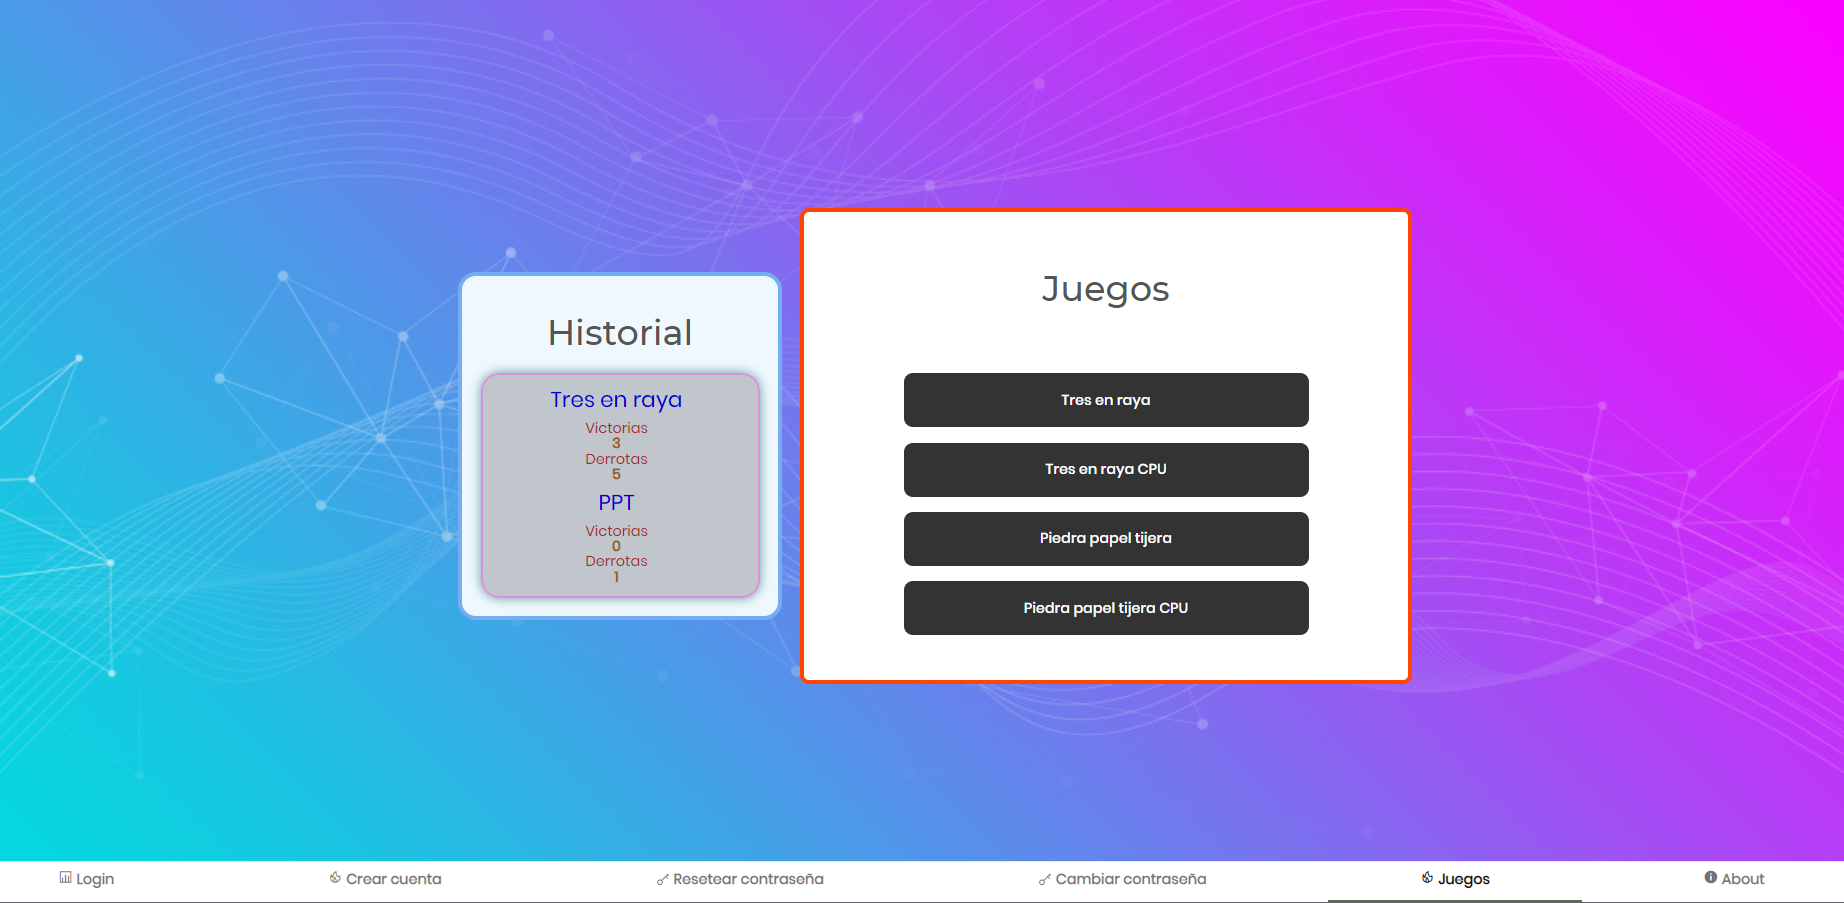 Historial
Tres en raya
Victorias
3
Derrotas
5
PPT
Victorias
0
Derrotas
1
Juegos
Tres en raya
Tres en raya CPU
Piedra papel tijera
Piedra papel tijera CPU
Login
Crear cuenta
Resetear contraseña
Cambiar contraseña
Juegos
About